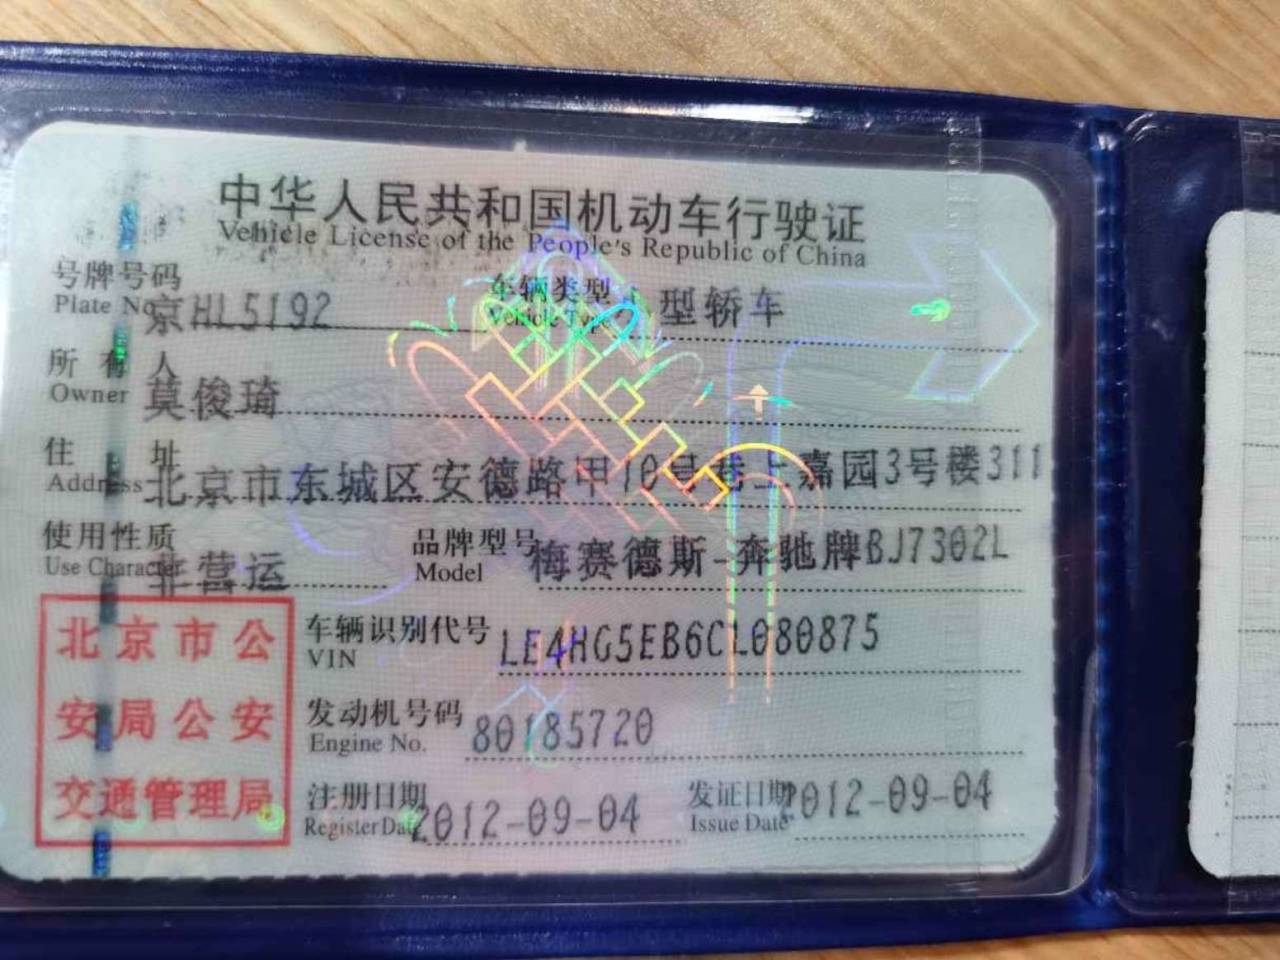 中华人民共和国机动车行驶证
Vehicle License of the People's Republic of China
号牌号码 京HL5192 车辆类型 型轿车
Plate No. Vehicle Type
所有人 莫俊琦
Owner
住址 北京市东城区安德路甲10号巷上嘉园3号楼311
Address
使用性质 非营运 品牌型号 梅赛德斯-奔驰牌BJ7302L
Use Character Model
车辆识别代号 LE4HG5EB6CL080875
VIN
发动机号码 80185720
Engine No.
注册日期 2012-09-04 发证日期 2012-09-04
Register Date Issue Date
北京市公
安局公安
交通管理局